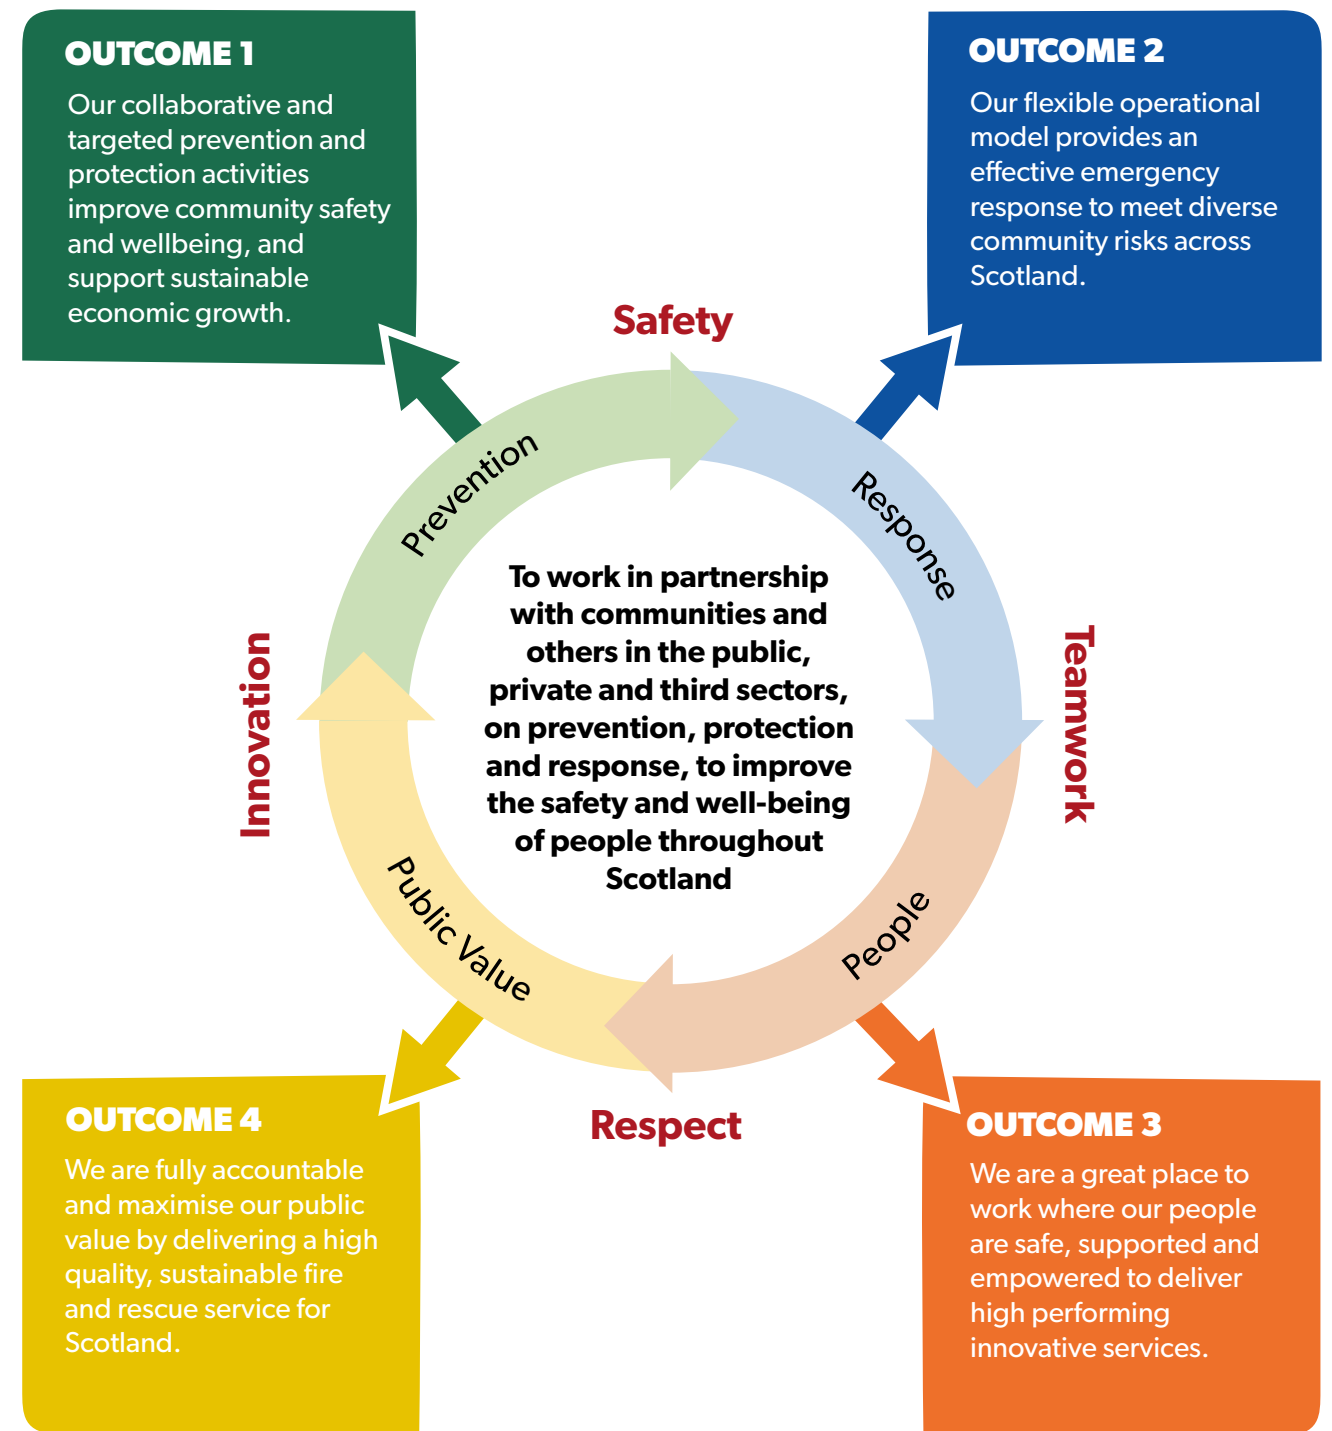 OUTCOME 1
Our collaborative and
targeted prevention and
protection activities
improve community safety
and wellbeing, and
support sustainable
economic growth.
OUTCOME 2
Our flexible operational
model provides an
effective emergency
response to meet diverse
community risks across
Scotland.
Safety
Prevention
Response
Innovation
To work in partnership
with communities and
others in the public,
private and third sectors,
on prevention, protection
and response, to improve
the safety and well-being
of people throughout
Scotland
Teamwork
Public Value
People
Respect
OUTCOME 4
We are fully accountable
and maximise our public
value by delivering a high
quality, sustainable fire
and rescue service for
Scotland.
OUTCOME 3
We are a great place to
work where our people
are safe, supported and
empowered to deliver
high performing
innovative services.